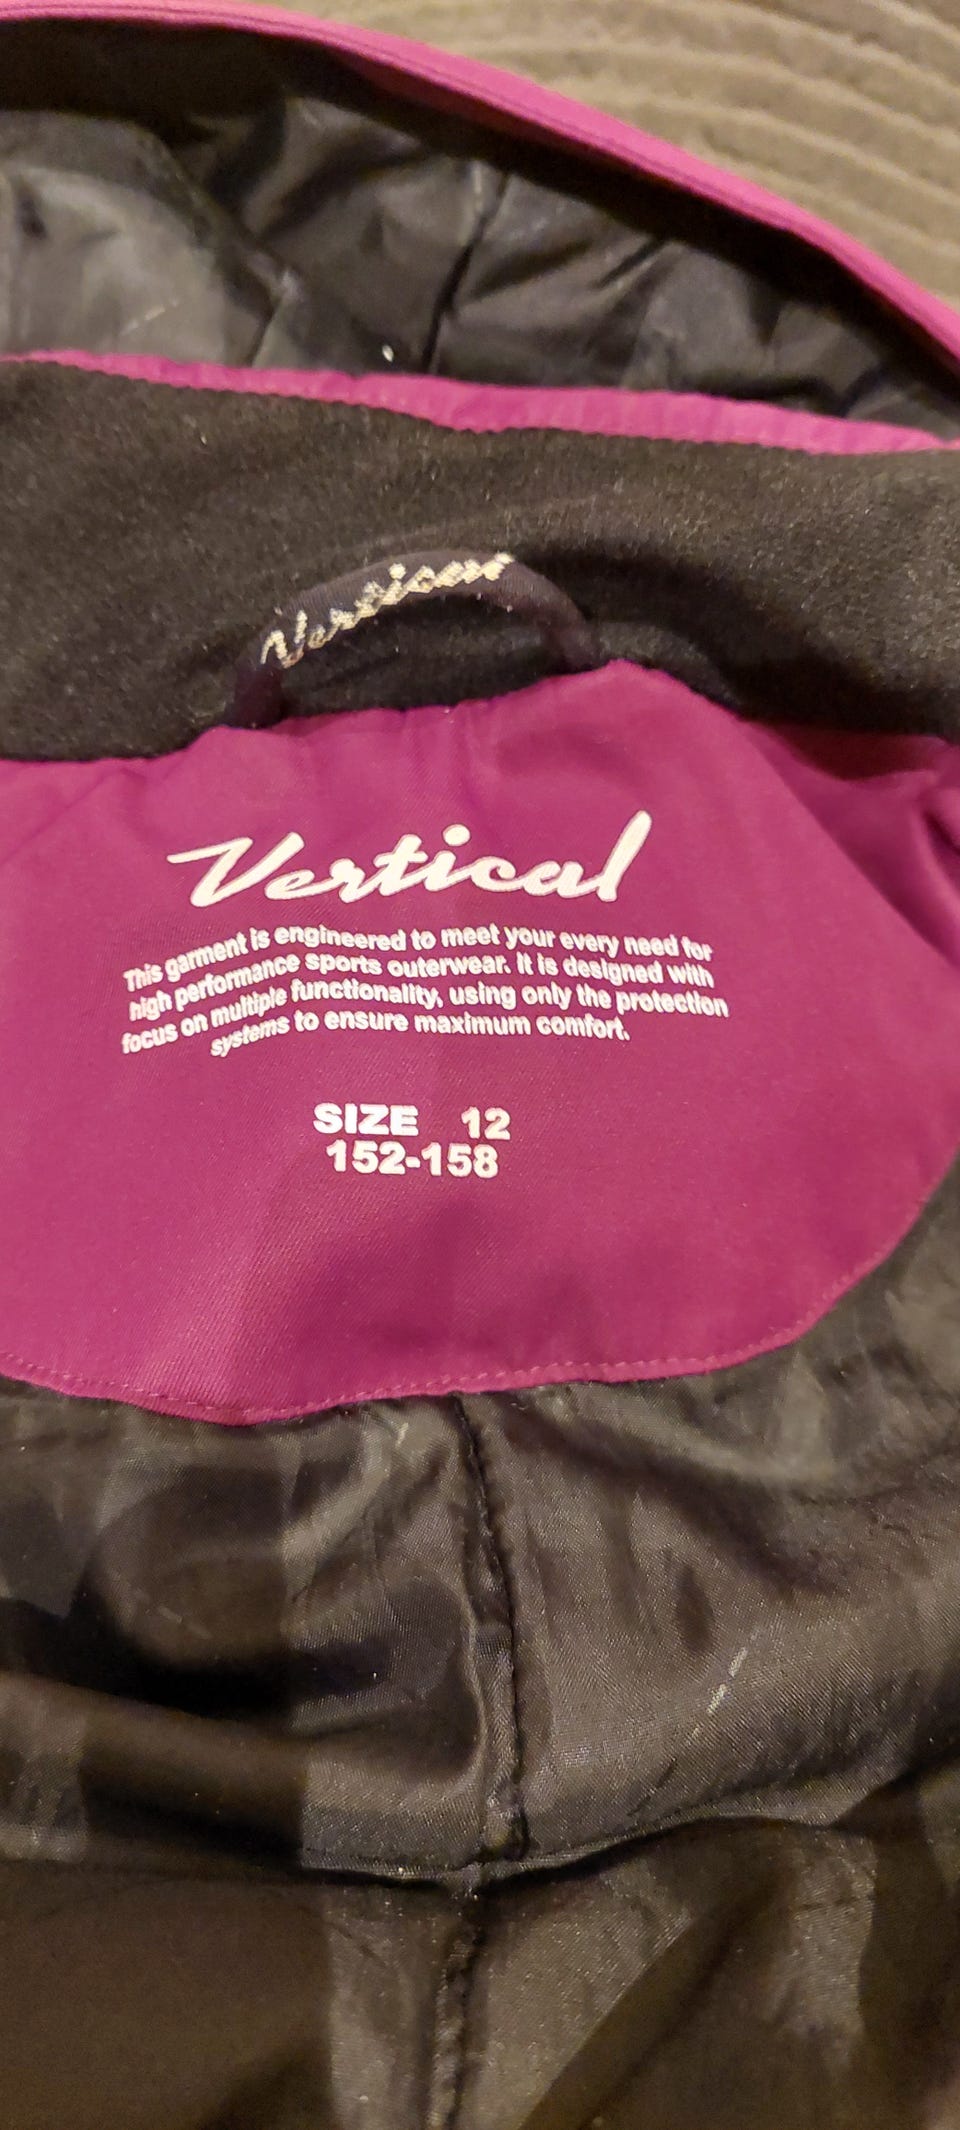 Vertical
Vertical
This garment is engineered to meet your every need for
high performance sports outerwear. It is designed with
focus on multiple functionality, using only the protection
systems to ensure maximum comfort.
SIZE 12
152-158